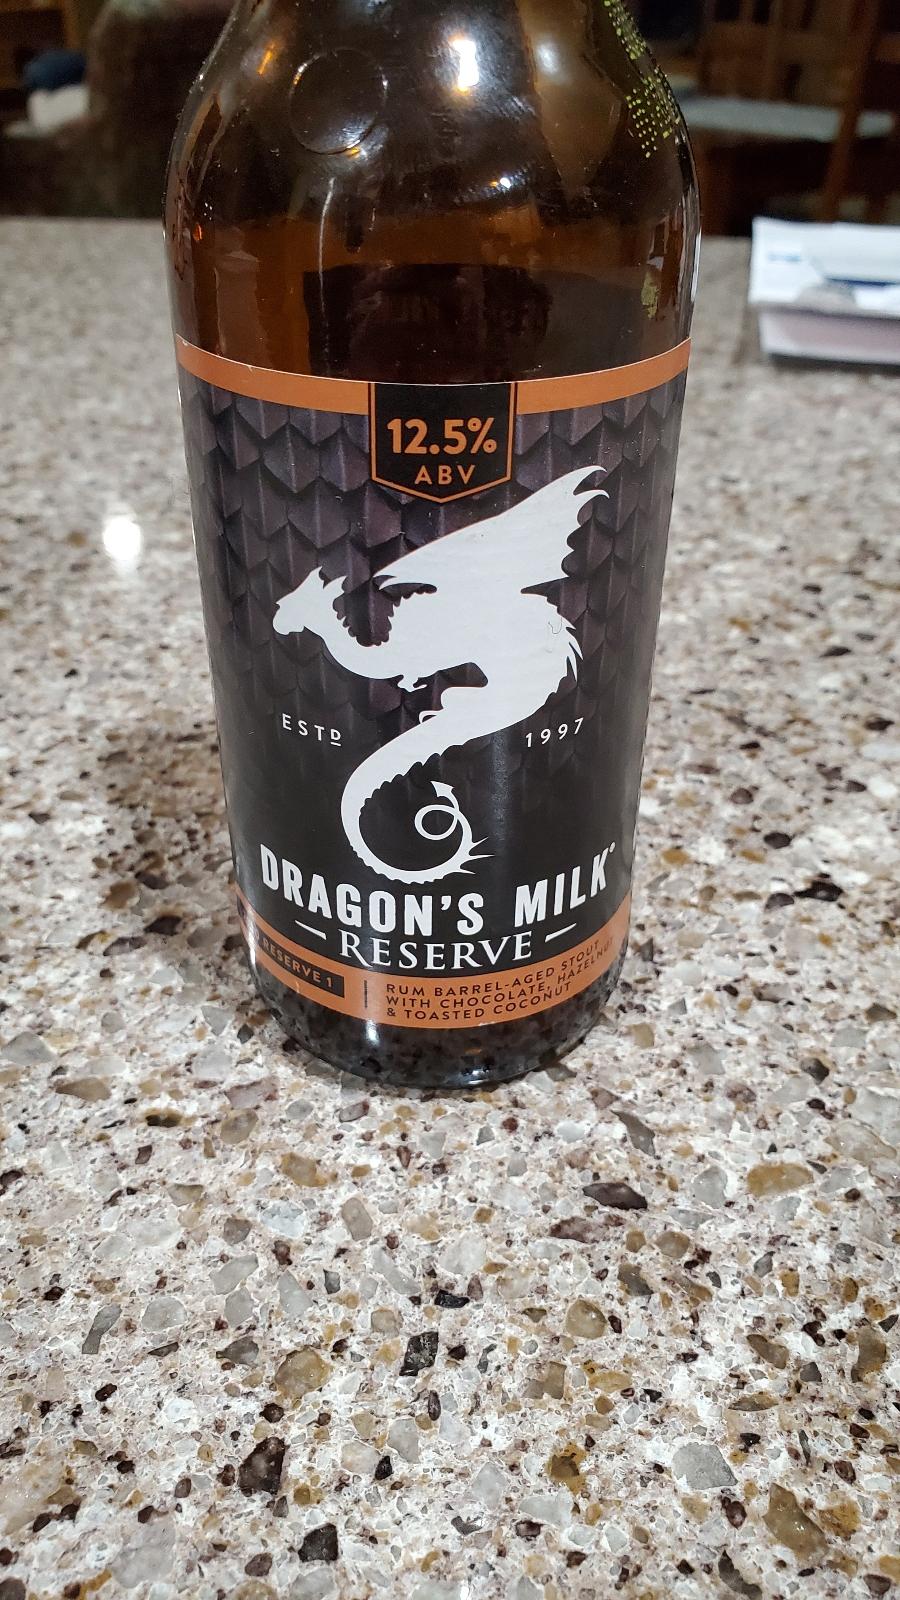 12.5%
ABV
ESTD
1997
DRAGON'S MILK®
RESERVE
RESERVE 1
RUM BARREL-AGED STOUT
WITH CHOCOLATE, HAZELNUT
& TOASTED COCONUT